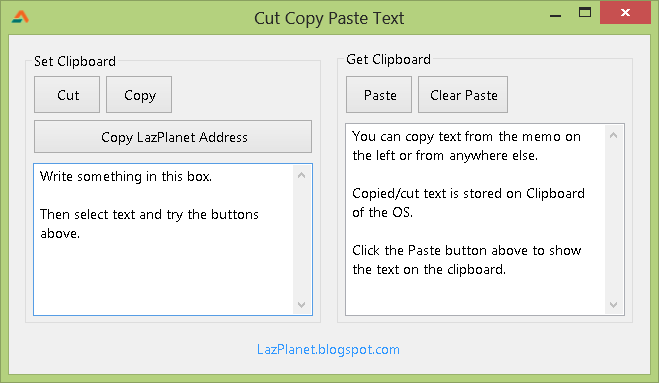 Cut Copy Paste Text
Set Clipboard
Cut
Copy
Copy LazPlanet Address
Write something in this box.
Then select text and try the buttons
above.
Get Clipboard
Paste
Clear Paste
You can copy text from the memo on
the left or from anywhere else.
Copied/cut text is stored on Clipboard
of the OS.
Click the Paste button above to show
the text on the clipboard.
LazPlanet.blogspot.com